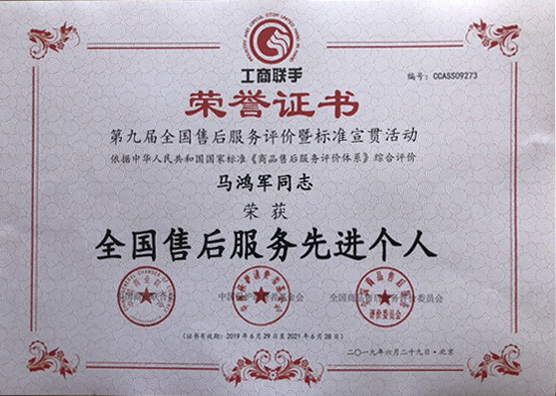 工商联手
编号：CCASS09273
荣誉证书
第九届全国售后服务评价暨标准宣贯活动
依据中华人民共和国国家标准《商品售后服务评价体系》综合评价
马鸿军同志
荣获
全国售后服务先进个人
全国商品售后服务评价委员会
评价委员会
（证书有效期：2019年6月29日至2021年6月28日）
二〇一九年六月二十九日·北京